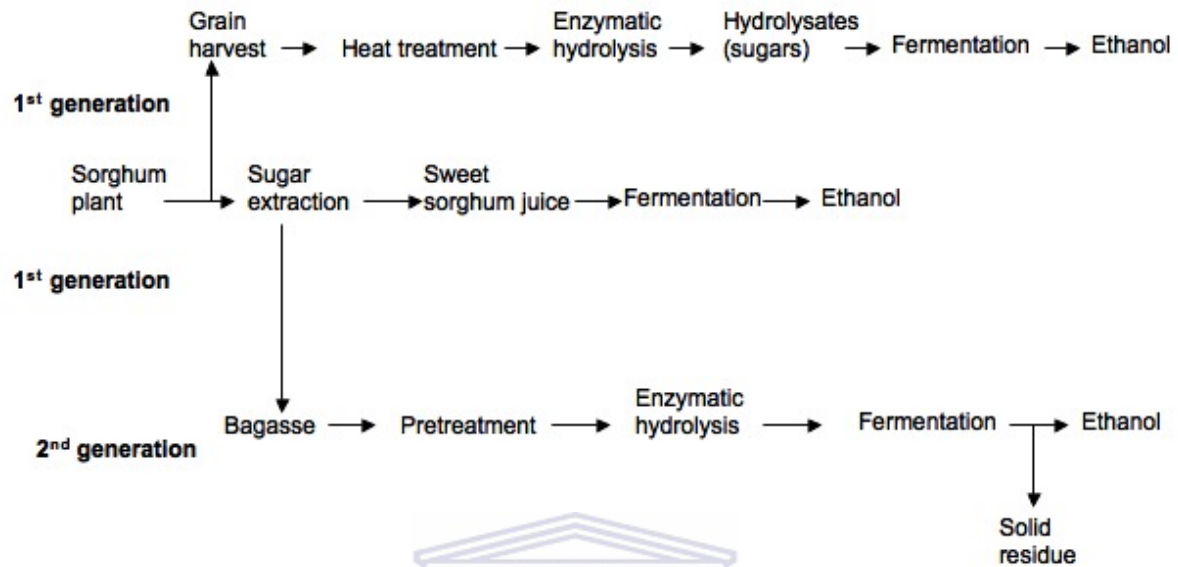 Grain
harvest
Heat treatment
Enzymatic
hydrolysis
Hydrolysates
(sugars)
Fermentation
Ethanol
1st generation
Sorghum
plant
Sugar
extraction
Sweet
sorghum juice
Fermentation
Ethanol
1st generation
2nd generation
Bagasse
Pretreatment
Enzymatic
hydrolysis
Fermentation
Ethanol
Solid
residue